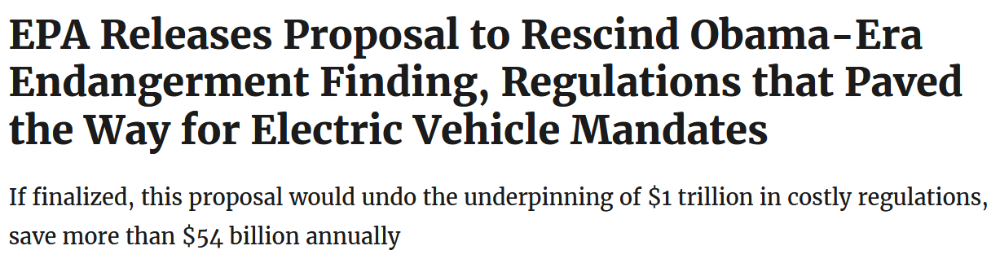 EPA Releases Proposal to Rescind Obama-Era
Endangerment Finding, Regulations that Paved
the Way for Electric Vehicle Mandates
If finalized, this proposal would undo the underpinning of $1 trillion in costly regulations,
save more than $54 billion annually